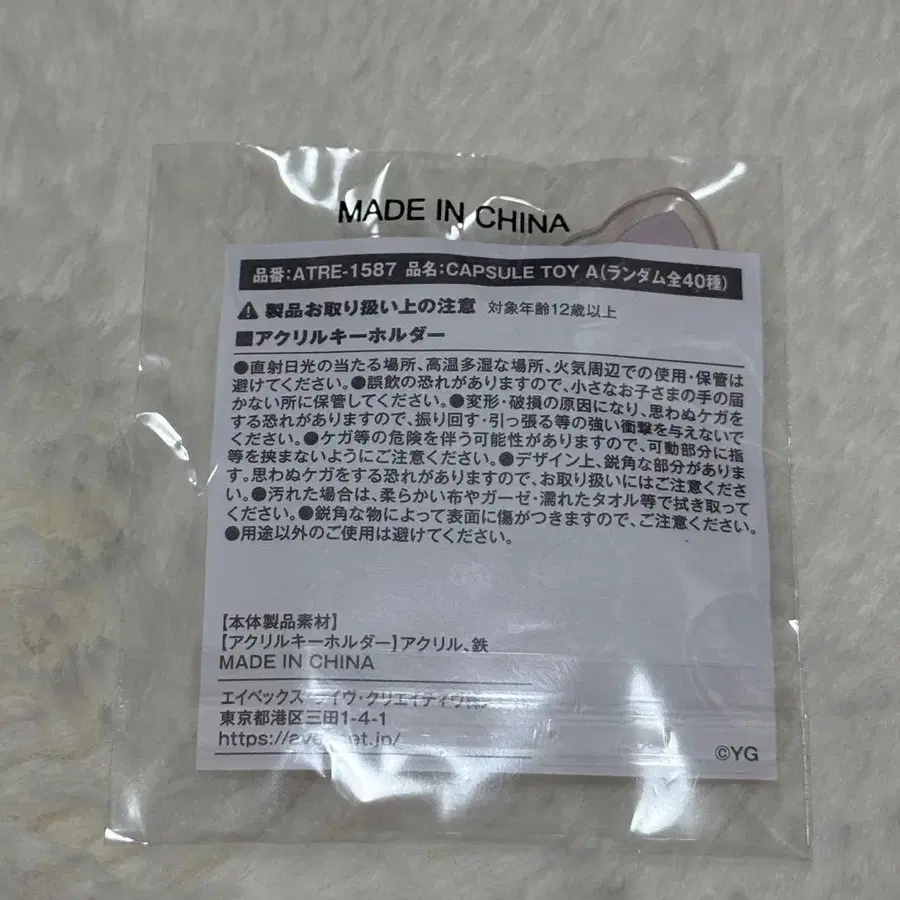 MADE IN CHINA
品番:ATRE-1587 品名:CAPSULE TOY A(ランダム全40種)
製品お取り扱い上の注意 対象年齢12歳以上
■アクリルキーホルダー
●直射日光の当たる場所、高温多湿な場所、火気周辺での使用・保管は
避けてください。●誤飲の恐れがありますので、小さなお子さまの手の届
かない所に保管してください。●変形・破損の原因になり、思わぬケガを
する恐れがありますので、振り回す・引っ張る等の強い衝撃を与えないで
ください。●ケガ等の危険を伴う可能性がありますので、可動部分に指
等を挟まないようにご注意ください。●デザイン上、鋭角な部分がありま
す。思わぬケガをする恐れがありますので、お取り扱いにはご注意くださ
い。●汚れた場合は、柔らかい布やガーゼ・濡れたタオル等で拭き取って
ください。●鋭角な物によって表面に傷がつきますので、ご注意ください。
●用途以外のご使用は避けてください。
【本体製品素材】
【アクリルキーホルダー】アクリル、鉄
MADE IN CHINA
エイベックス・ クリエイティヴ
東京都港区三田1-4-1
https://av et.jp/
©YG